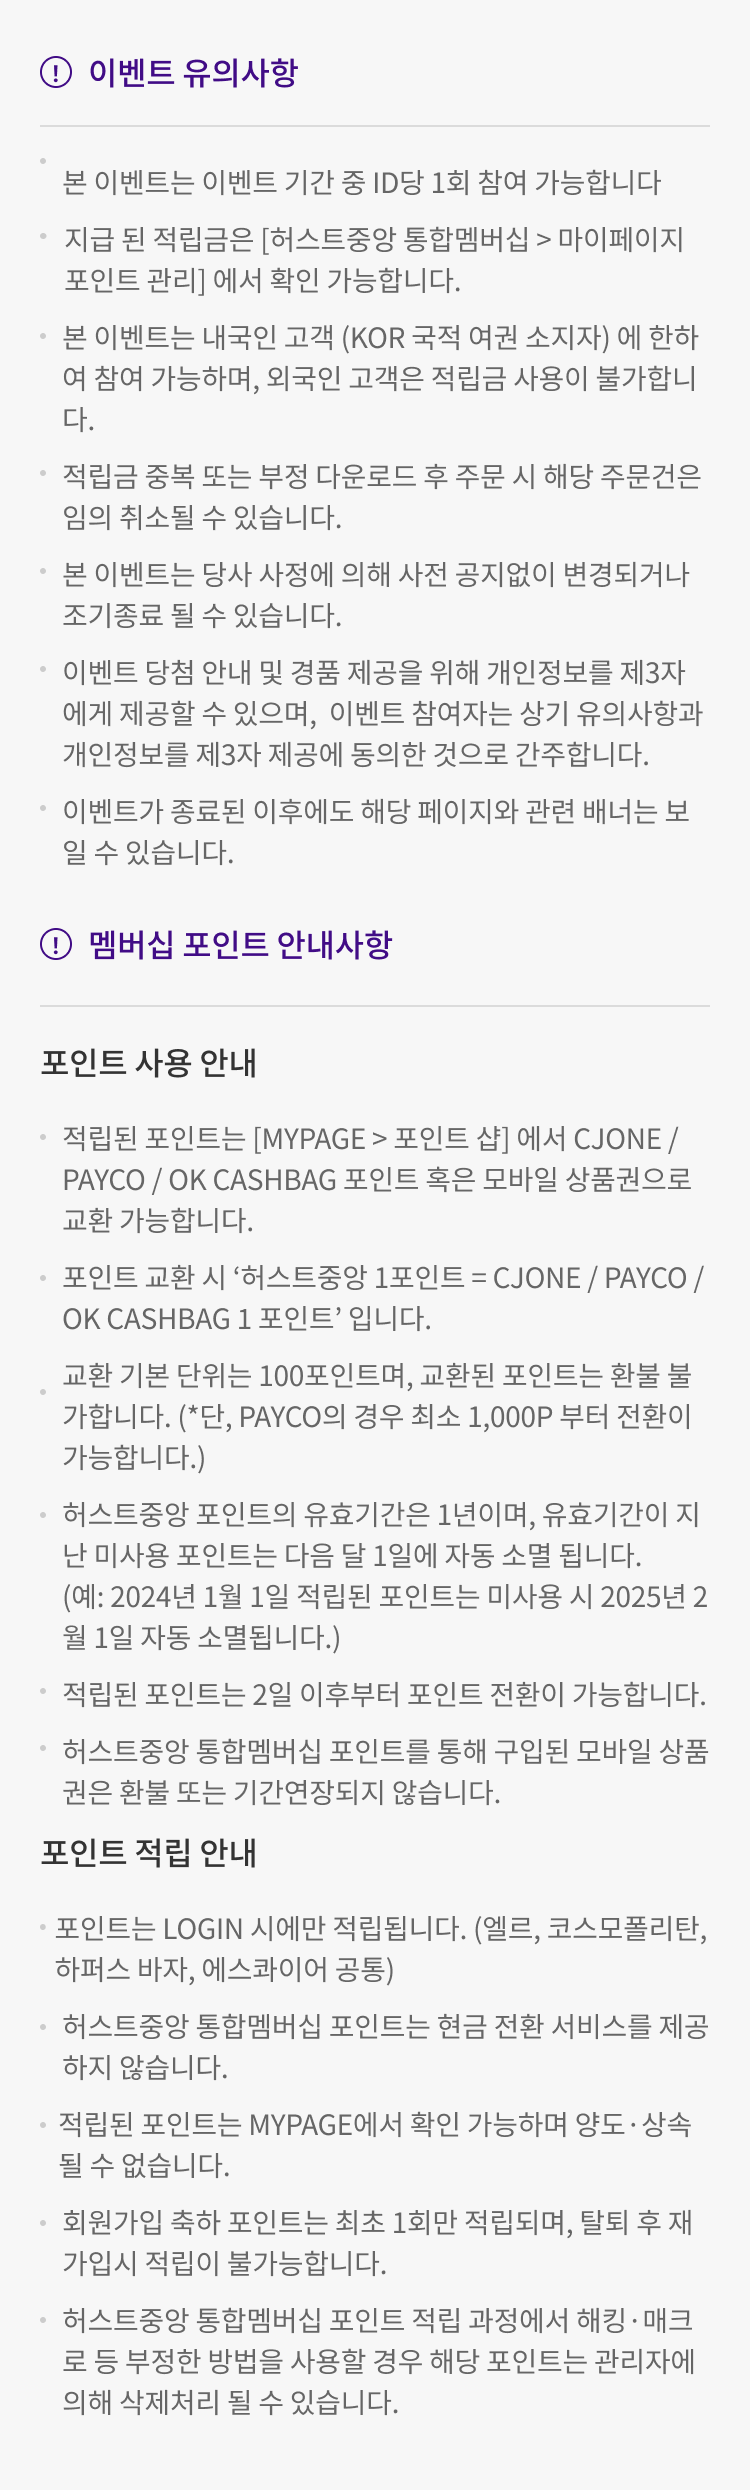 이벤트 유의사항
본 이벤트는 이벤트 기간 중 ID당 1회 참여 가능합니다
지급 된 적립금은 [허스트중앙 통합멤버십 > 마이페이지
포인트 관리] 에서 확인 가능합니다.
본 이벤트는 내국인 고객 (KOR 국적 여권 소지자) 에 한하
여 참여 가능하며, 외국인 고객은 적립금 사용이 불가합니
다.
적립금 중복 또는 부정 다운로드 후 주문 시 해당 주문건은
임의 취소될 수 있습니다.
본 이벤트는 당사 사정에 의해 사전 공지없이 변경되거나
조기종료 될 수 있습니다.
이벤트 당첨 안내 및 경품 제공을 위해 개인정보를 제3자
에게 제공할 수 있으며,  이벤트 참여자는 상기 유의사항과
개인정보를 제3자 제공에 동의한 것으로 간주합니다.
이벤트가 종료된 이후에도 해당 페이지와 관련 배너는 보
일 수 있습니다.
멤버십 포인트 안내사항
포인트 사용 안내
적립된 포인트는 [MYPAGE > 포인트 샵] 에서 CJONE /
PAYCO / OK CASHBAG 포인트 혹은 모바일 상품권으로
교환 가능합니다.
포인트 교환 시 ‘허스트중앙 1포인트 = CJONE / PAYCO /
OK CASHBAG 1 포인트’ 입니다.
교환 기본 단위는 100포인트며, 교환된 포인트는 환불 불
가합니다. (*단, PAYCO의 경우 최소 1,000P 부터 전환이
가능합니다.)
허스트중앙 포인트의 유효기간은 1년이며, 유효기간이 지
난 미사용 포인트는 다음 달 1일에 자동 소멸 됩니다.
(예: 2024년 1월 1일 적립된 포인트는 미사용 시 2025년 2
월 1일 자동 소멸됩니다.)
적립된 포인트는 2일 이후부터 포인트 전환이 가능합니다.
허스트중앙 통합멤버십 포인트를 통해 구입된 모바일 상품
권은 환불 또는 기간연장되지 않습니다.
포인트 적립 안내
포인트는 LOGIN 시에만 적립됩니다. (엘르, 코스모폴리탄,
하퍼스 바자, 에스콰이어 공통)
허스트중앙 통합멤버십 포인트는 현금 전환 서비스를 제공
하지 않습니다.
적립된 포인트는 MYPAGE에서 확인 가능하며 양도·상속
될 수 없습니다.
회원가입 축하 포인트는 최초 1회만 적립되며, 탈퇴 후 재
가입시 적립이 불가능합니다.
허스트중앙 통합멤버십 포인트 적립 과정에서 해킹·매크
로 등 부정한 방법을 사용할 경우 해당 포인트는 관리자에
의해 삭제처리 될 수 있습니다.